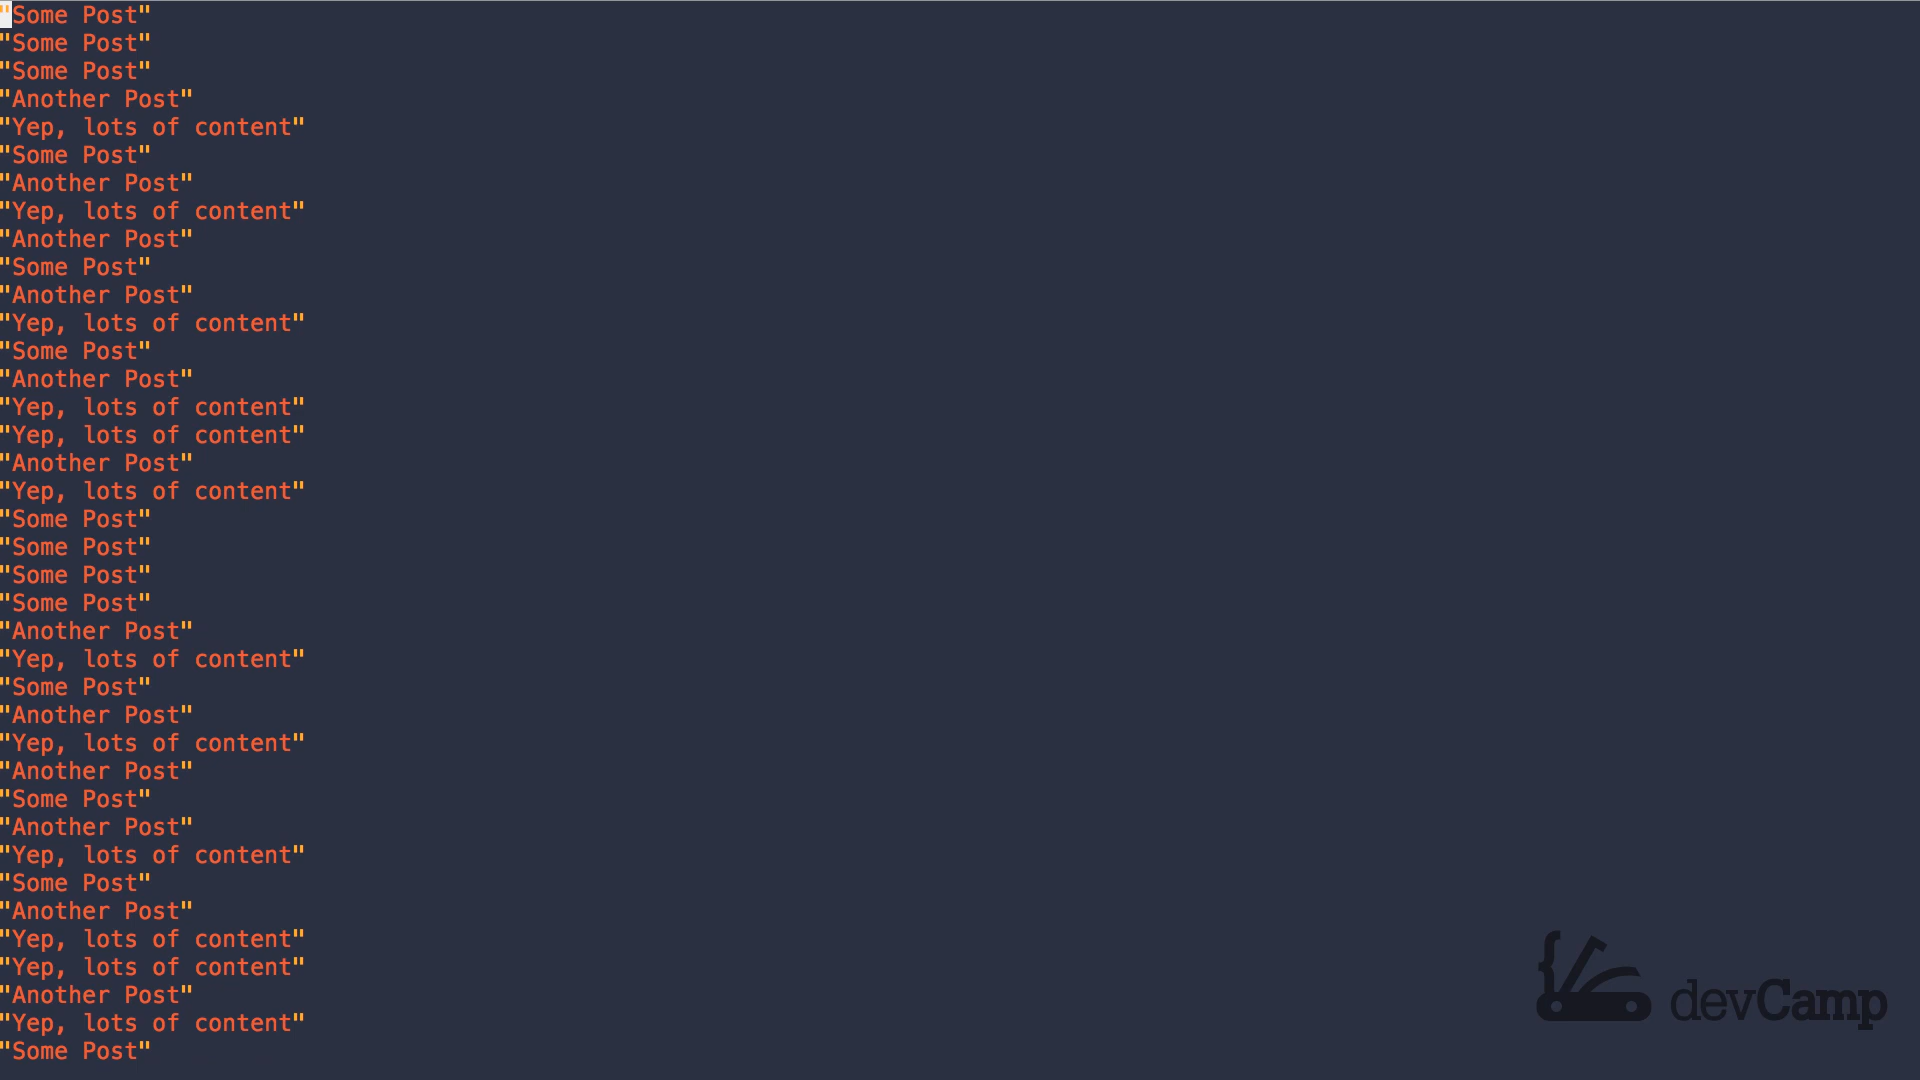 "Some Post"
"Some Post"
"Some Post"
"Another Post"
"Yep, lots of content"
"Some Post"
"Another Post"
"Yep, lots of content"
"Another Post"
"Some Post"
"Another Post"
"Yep, lots of content"
"Some Post"
"Another Post"
"Yep, lots of content"
"Yep, lots of content"
"Another Post"
"Yep, lots of content"
"Some Post"
"Some Post"
"Some Post"
"Some Post"
"Another Post"
"Yep, lots of content"
"Some Post"
"Another Post"
"Yep, lots of content"
"Another Post"
"Some Post"
"Another Post"
"Yep, lots of content"
"Some Post"
"Another Post"
"Yep, lots of content"
"Yep, lots of content"
"Another Post"
"Yep, lots of content"
"Some Post"
devCamp